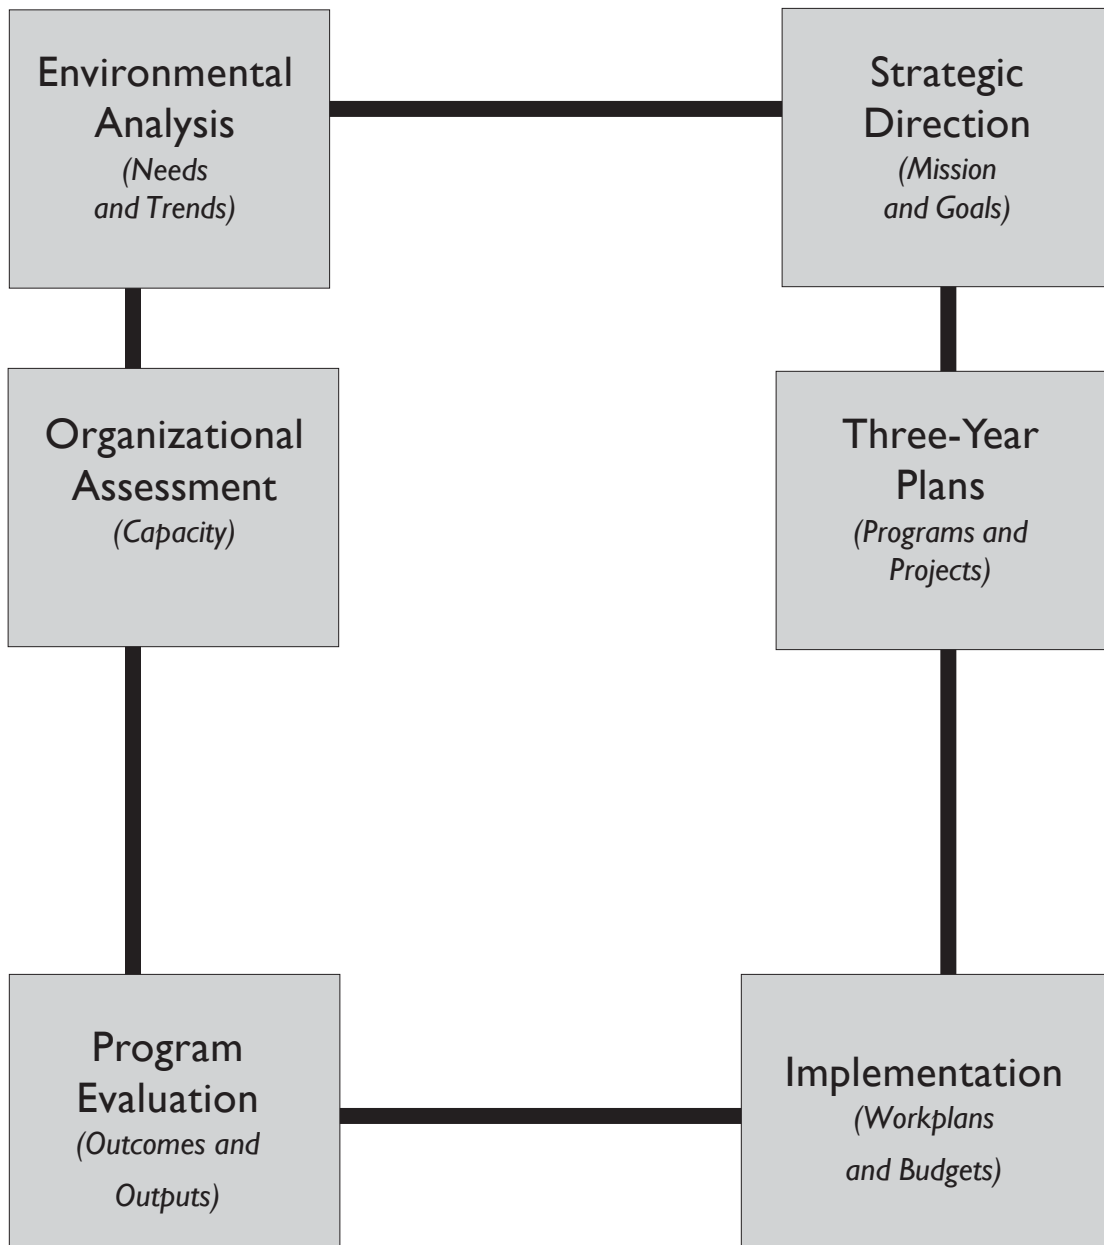 Environmental
Analysis
(Needs
and Trends)
Strategic
Direction
(Mission
and Goals)
Organizational
Assessment
(Capacity)
Three-Year
Plans
(Programs and
Projects)
Program
Evaluation
(Outcomes and
Outputs)
Implementation
(Workplans
and Budgets)